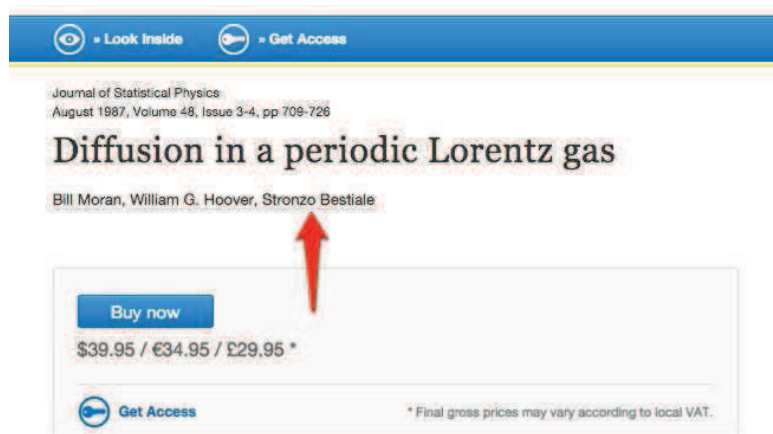 » Look Inside » Get Access
Journal of Statistical Physics
August 1987, Volume 48, Issue 3-4, pp 709-726
Diffusion in a periodic Lorentz gas
Bill Moran, William G. Hoover, Stronzo Bestiale
Buy now
$39.95 / €34.95 / £29.95 *
Get Access * Final gross prices may vary according to local VAT.